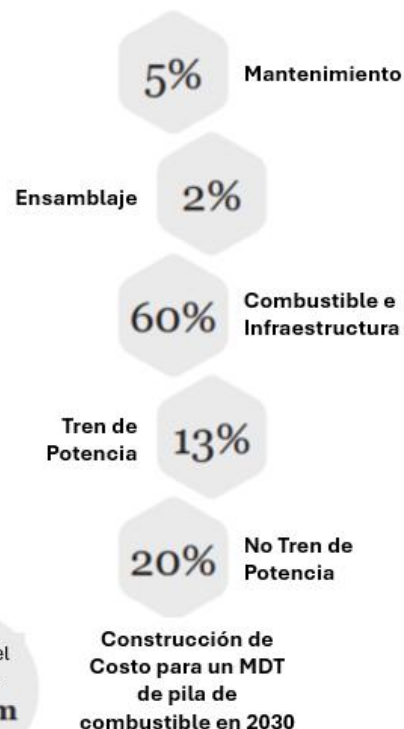 5%
Mantenimiento
Ensamblaje
2%
60%
Combustible e
Infraestructura
Tren de
Potencia
13%
20%
No Tren de
Potencia
Construcción de
Costo para un MDT
de pila de
combustible en 2030